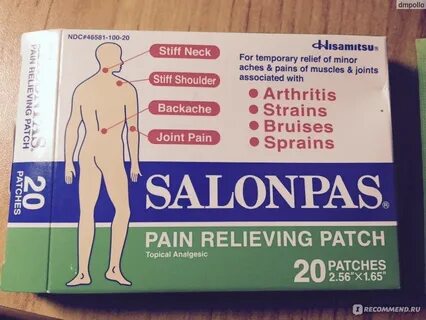 dmpollo
NDC#46581-100-20
Hisamitsu
Stiff Neck
Stiff Shoulder
Backache
Joint Pain
For temporary relief of minor
aches & pains of muscles & joints
associated with
• Arthritis
• Strains
• Bruises
• Sprains
SALONPAS®
PAIN RELIEVING PATCH
Topical Analgesic
20 PATCHES
2.56"×1.65"
SALONPAS®
PAIN RELIEVING PATCH
20
PATCHES
IRECOMMEND.RU